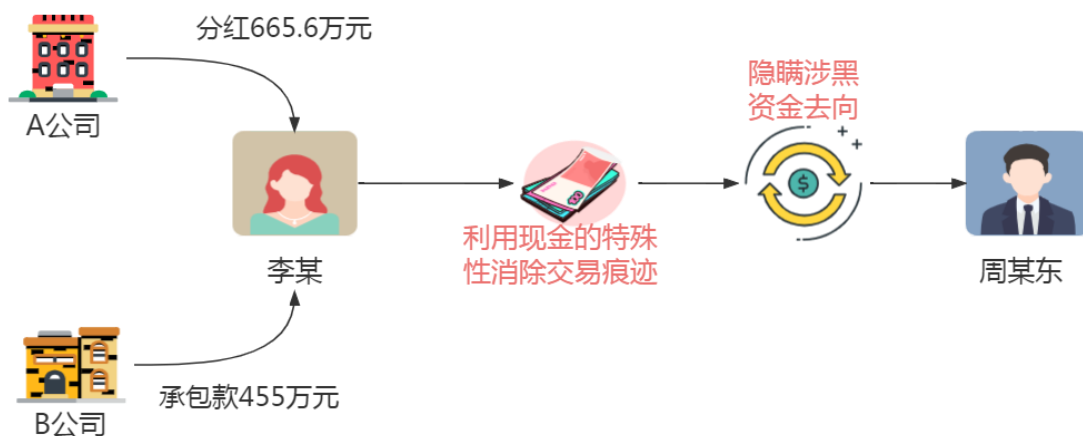 分红665.6万元
A公司
李某
承包款455万元
B公司
利用现金的特殊
性消除交易痕迹
隐瞒涉黑
资金去向
$
周某东